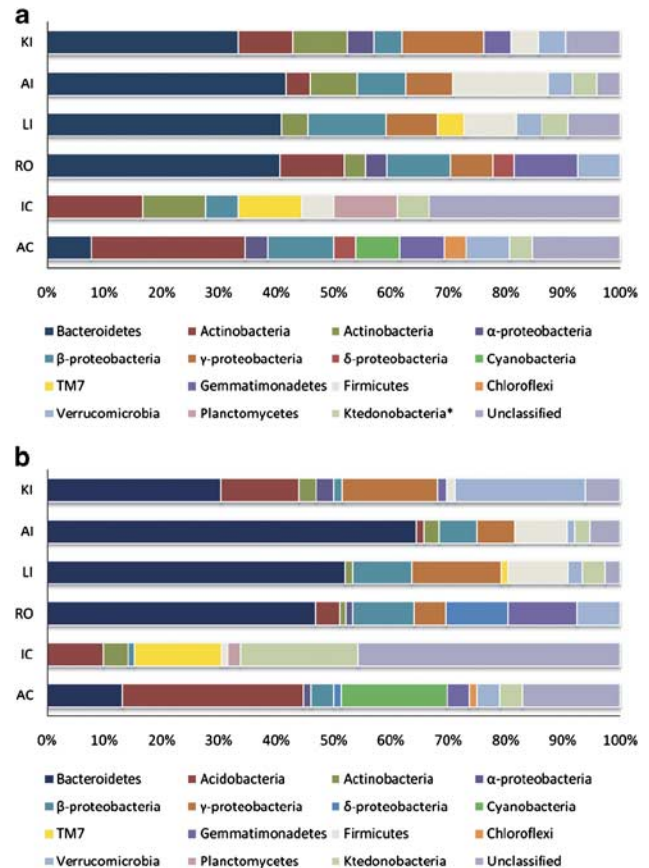 a
KI
AI
LI
RO
IC
AC
0% 10% 20% 30% 40% 50% 60% 70% 80% 90% 100%
Bacteroidetes Actinobacteria Actinobacteria α-proteobacteria
β-proteobacteria γ-proteobacteria δ-proteobacteria Cyanobacteria
TM7 Gemmatimonadetes Firmicutes Chloroflexi
Verrucomicrobia Planctomycetes Ktedonobacteria* Unclassified
b
KI
AI
LI
RO
IC
AC
0% 10% 20% 30% 40% 50% 60% 70% 80% 90% 100%
Bacteroidetes Acidobacteria Actinobacteria α-proteobacteria
β-proteobacteria γ-proteobacteria δ-proteobacteria Cyanobacteria
TM7 Gemmatimonadetes Firmicutes Chloroflexi
Verrucomicrobia Planctomycetes Ktedonobacteria Unclassified